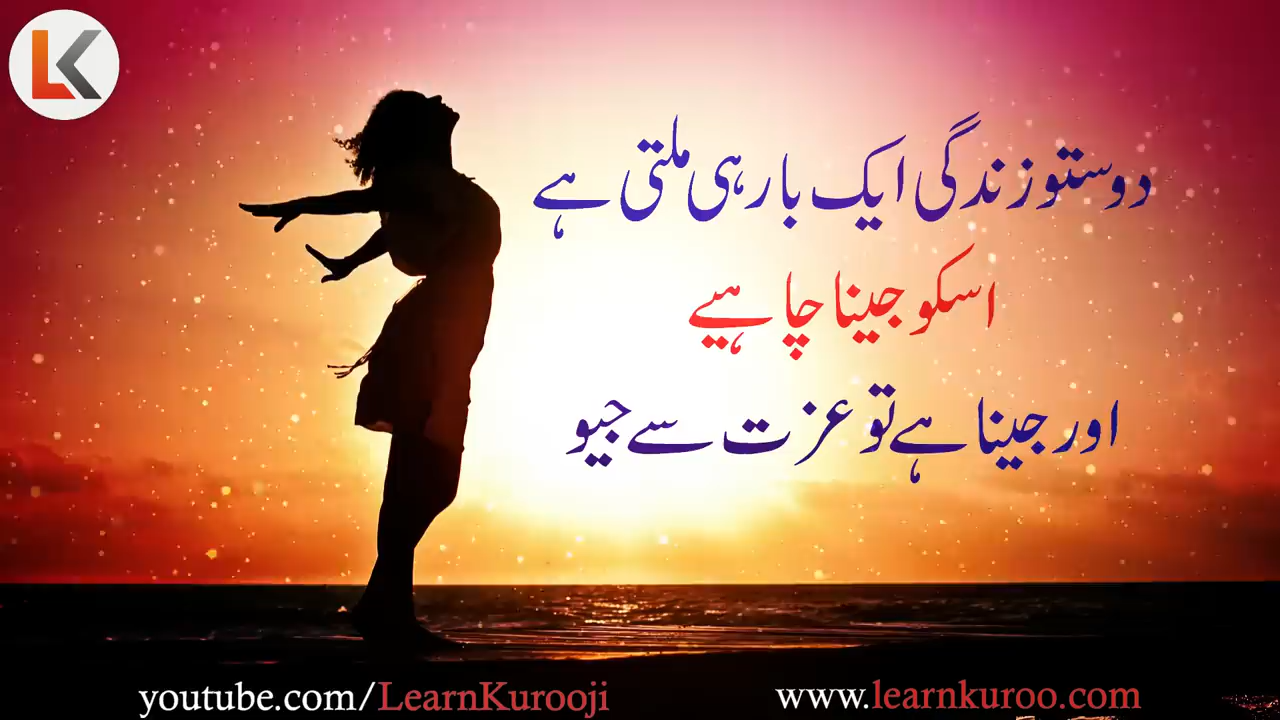 LK
دوستو زندگی ایک بار ہی ملتی ہے
اسکو جینا چاہیے
اور جینا ہے تو عزت سے جیو
youtube.com/LearnKurooji
www.learnkuroo.com